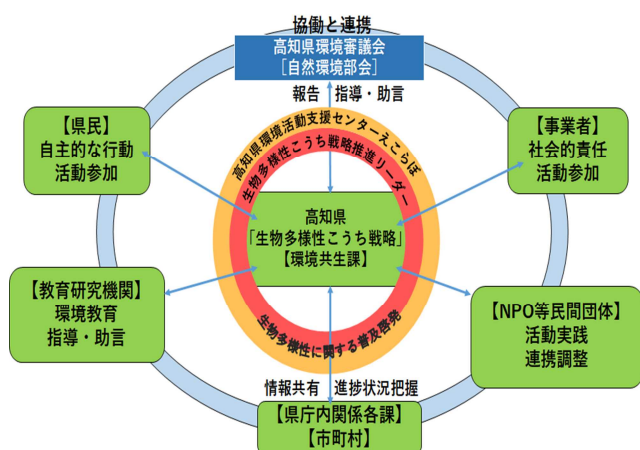 協働と連携
高知県環境審議会
[自然環境部会]
報告 指導・助言
高知県環境活動支援センターえこらぼ
生物多様性こうち戦略推進リーダー
【県民】
自主的な行動
活動参加
【事業者】
社会的責任
活動参加
高知県
「生物多様性こうち戦略」
【環境共生課】
【教育研究機関】
環境教育
指導・助言
【NPO等民間団体】
活動実践
連携調整
生物多様性に関する普及啓発
情報共有 進捗状況把握
【県庁内関係各課】
【市町村】